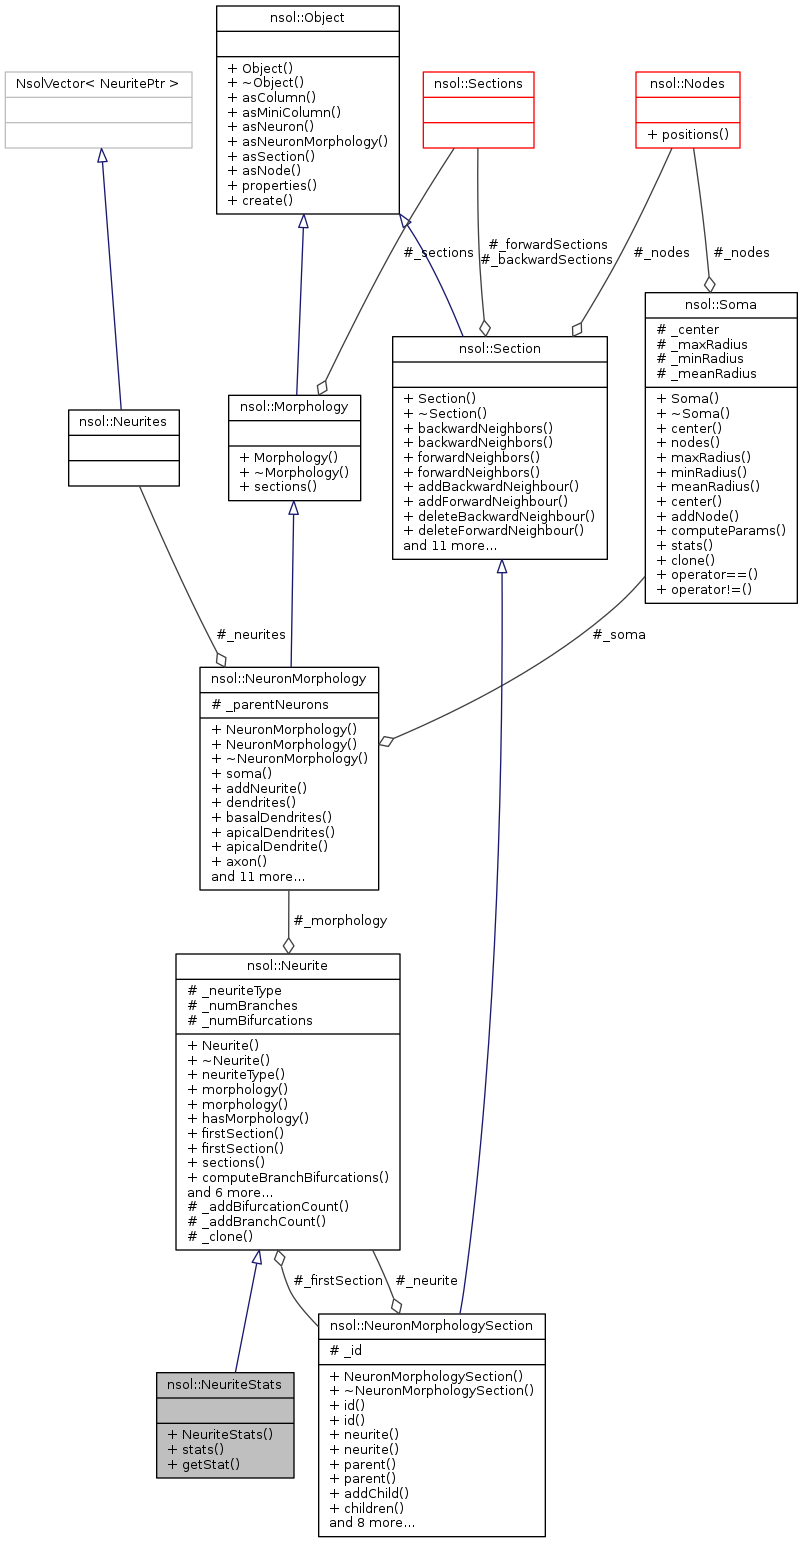 nsol::Object
+ Object()
+ ~Object()
+ asColumn()
+ asMiniColumn()
+ asNeuron()
+ asNeuronMorphology()
+ asSection()
+ asNode()
+ properties()
+ create()
NsolVector< NeuritePtr >
nsol::Sections
nsol::Nodes
+ positions()
#_sections
#_forwardSections
#_backwardSections
#_nodes
#_nodes
nsol::Soma
# _center
# _maxRadius
# _minRadius
# _meanRadius
+ Soma()
+ ~Soma()
+ center()
+ nodes()
+ maxRadius()
+ minRadius()
+ meanRadius()
+ center()
+ addNode()
+ computeParams()
+ stats()
+ clone()
+ operator==()
+ operator!=()
nsol::Section
+ Section()
+ ~Section()
+ backwardNeighbors()
+ backwardNeighbors()
+ forwardNeighbors()
+ forwardNeighbors()
+ addBackwardNeighbour()
+ addForwardNeighbour()
+ deleteBackwardNeighbour()
+ deleteForwardNeighbour()
and 11 more...
nsol::Morphology
+ Morphology()
+ ~Morphology()
+ sections()
nsol::Neurites
#_neurites
#_soma
nsol::NeuronMorphology
# _parentNeurons
+ NeuronMorphology()
+ NeuronMorphology()
+ ~NeuronMorphology()
+ soma()
+ addNeurite()
+ dendrites()
+ basalDendrites()
+ apicalDendrites()
+ apicalDendrite()
+ axon()
and 11 more...
#_morphology
nsol::Neurite
# _neuriteType
# _numBranches
# _numBifurcations
+ Neurite()
+ ~Neurite()
+ neuriteType()
+ morphology()
+ morphology()
+ hasMorphology()
+ firstSection()
+ firstSection()
+ sections()
+ computeBranchBifurcations()
and 6 more...
# _addBifurcationCount()
# _addBranchCount()
# _clone()
#_firstSection
#_neurite
nsol::NeuronMorphologySection
# _id
+ NeuronMorphologySection()
+ ~NeuronMorphologySection()
+ id()
+ id()
+ neurite()
+ neurite()
+ parent()
+ parent()
+ addChild()
+ children()
and 8 more...
nsol::NeuriteStats
+ NeuriteStats()
+ stats()
+ getStat()